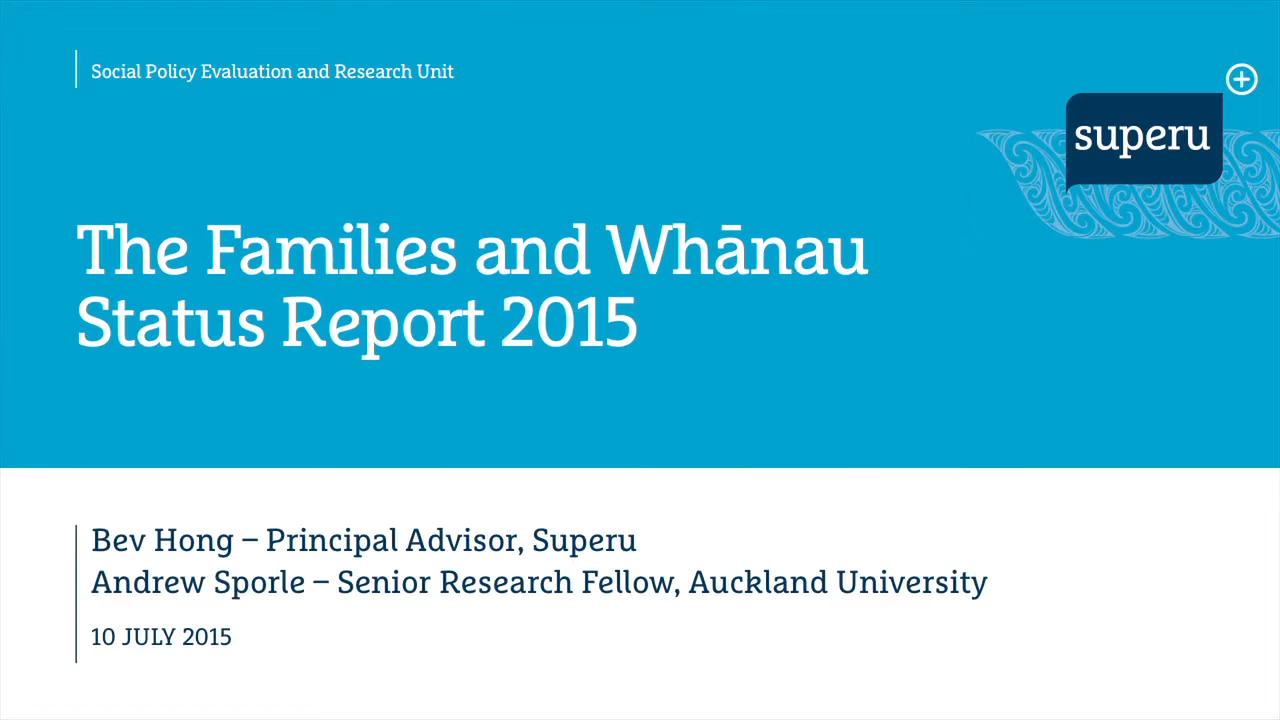 Social Policy Evaluation and Research Unit
superu
The Families and Whānau
Status Report 2015
Bev Hong – Principal Advisor, Superu
Andrew Sporle – Senior Research Fellow, Auckland University
10 JULY 2015